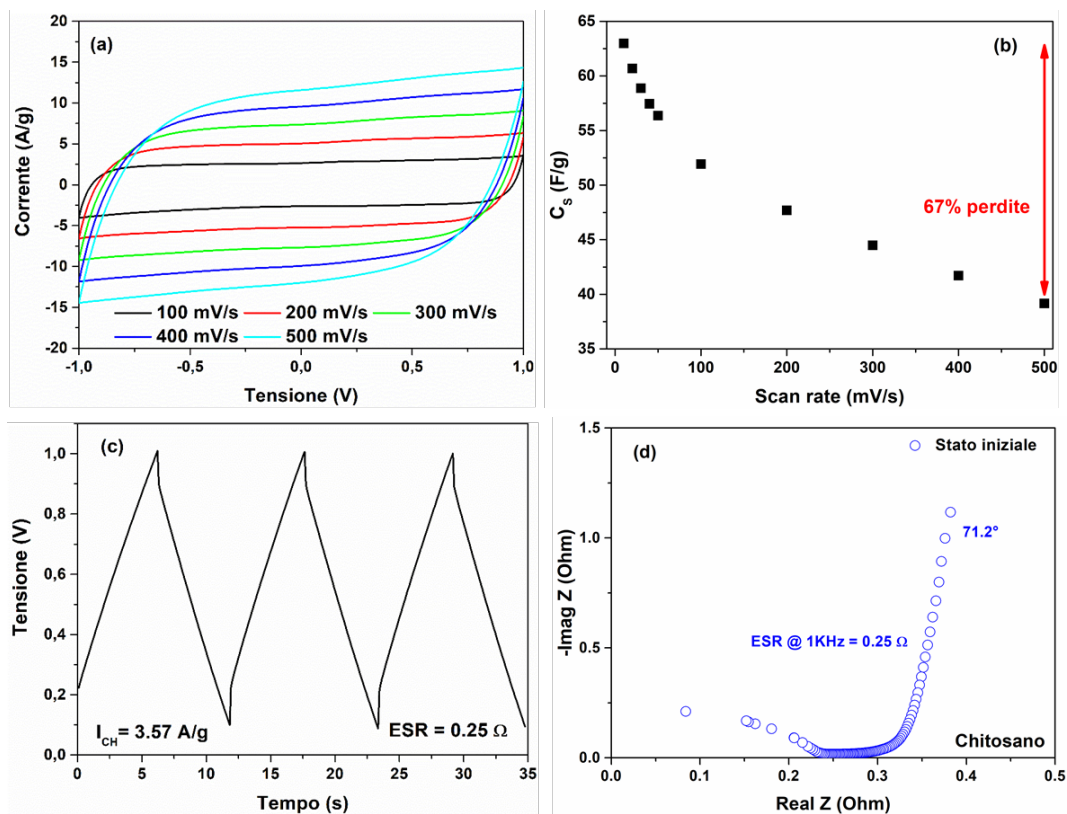 (a)
Corrente (A/g)
20
15
10
5
0
-5
-10
-15
-20
100 mV/s 200 mV/s 300 mV/s
400 mV/s 500 mV/s
-1,0 -0,5 0,0 0,5 1,0
Tensione (V)
(b)
C_S (F/g)
65
60
55
50
45
40
35
67% perdite
0 100 200 300 400 500
Scan rate (mV/s)
(c)
Tensione (V)
1,0
0,8
0,6
0,4
0,2
0,0
I_CH = 3.57 A/g ESR = 0.25 Ω
0 5 10 15 20 25 30 35
Tempo (s)
(d)
Stato iniziale
-Imag Z (Ohm)
1.5
1.0
0.5
0.0
71.2°
ESR @ 1KHz = 0.25 Ω
Chitosano
0.0 0.1 0.2 0.3 0.4 0.5
Real Z (Ohm)